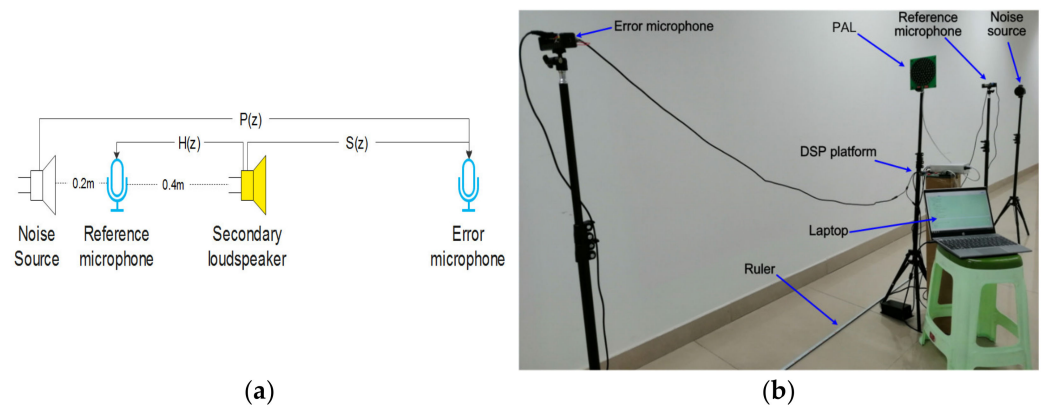 P(z)
H(z)
S(z)
0.2m
0.4m
Noise
Source
Reference
microphone
Secondary
loudspeaker
Error
microphone
(a)
Error microphone
PAL
Reference
microphone
Noise
source
DSP platform
Laptop
Ruler
(b)